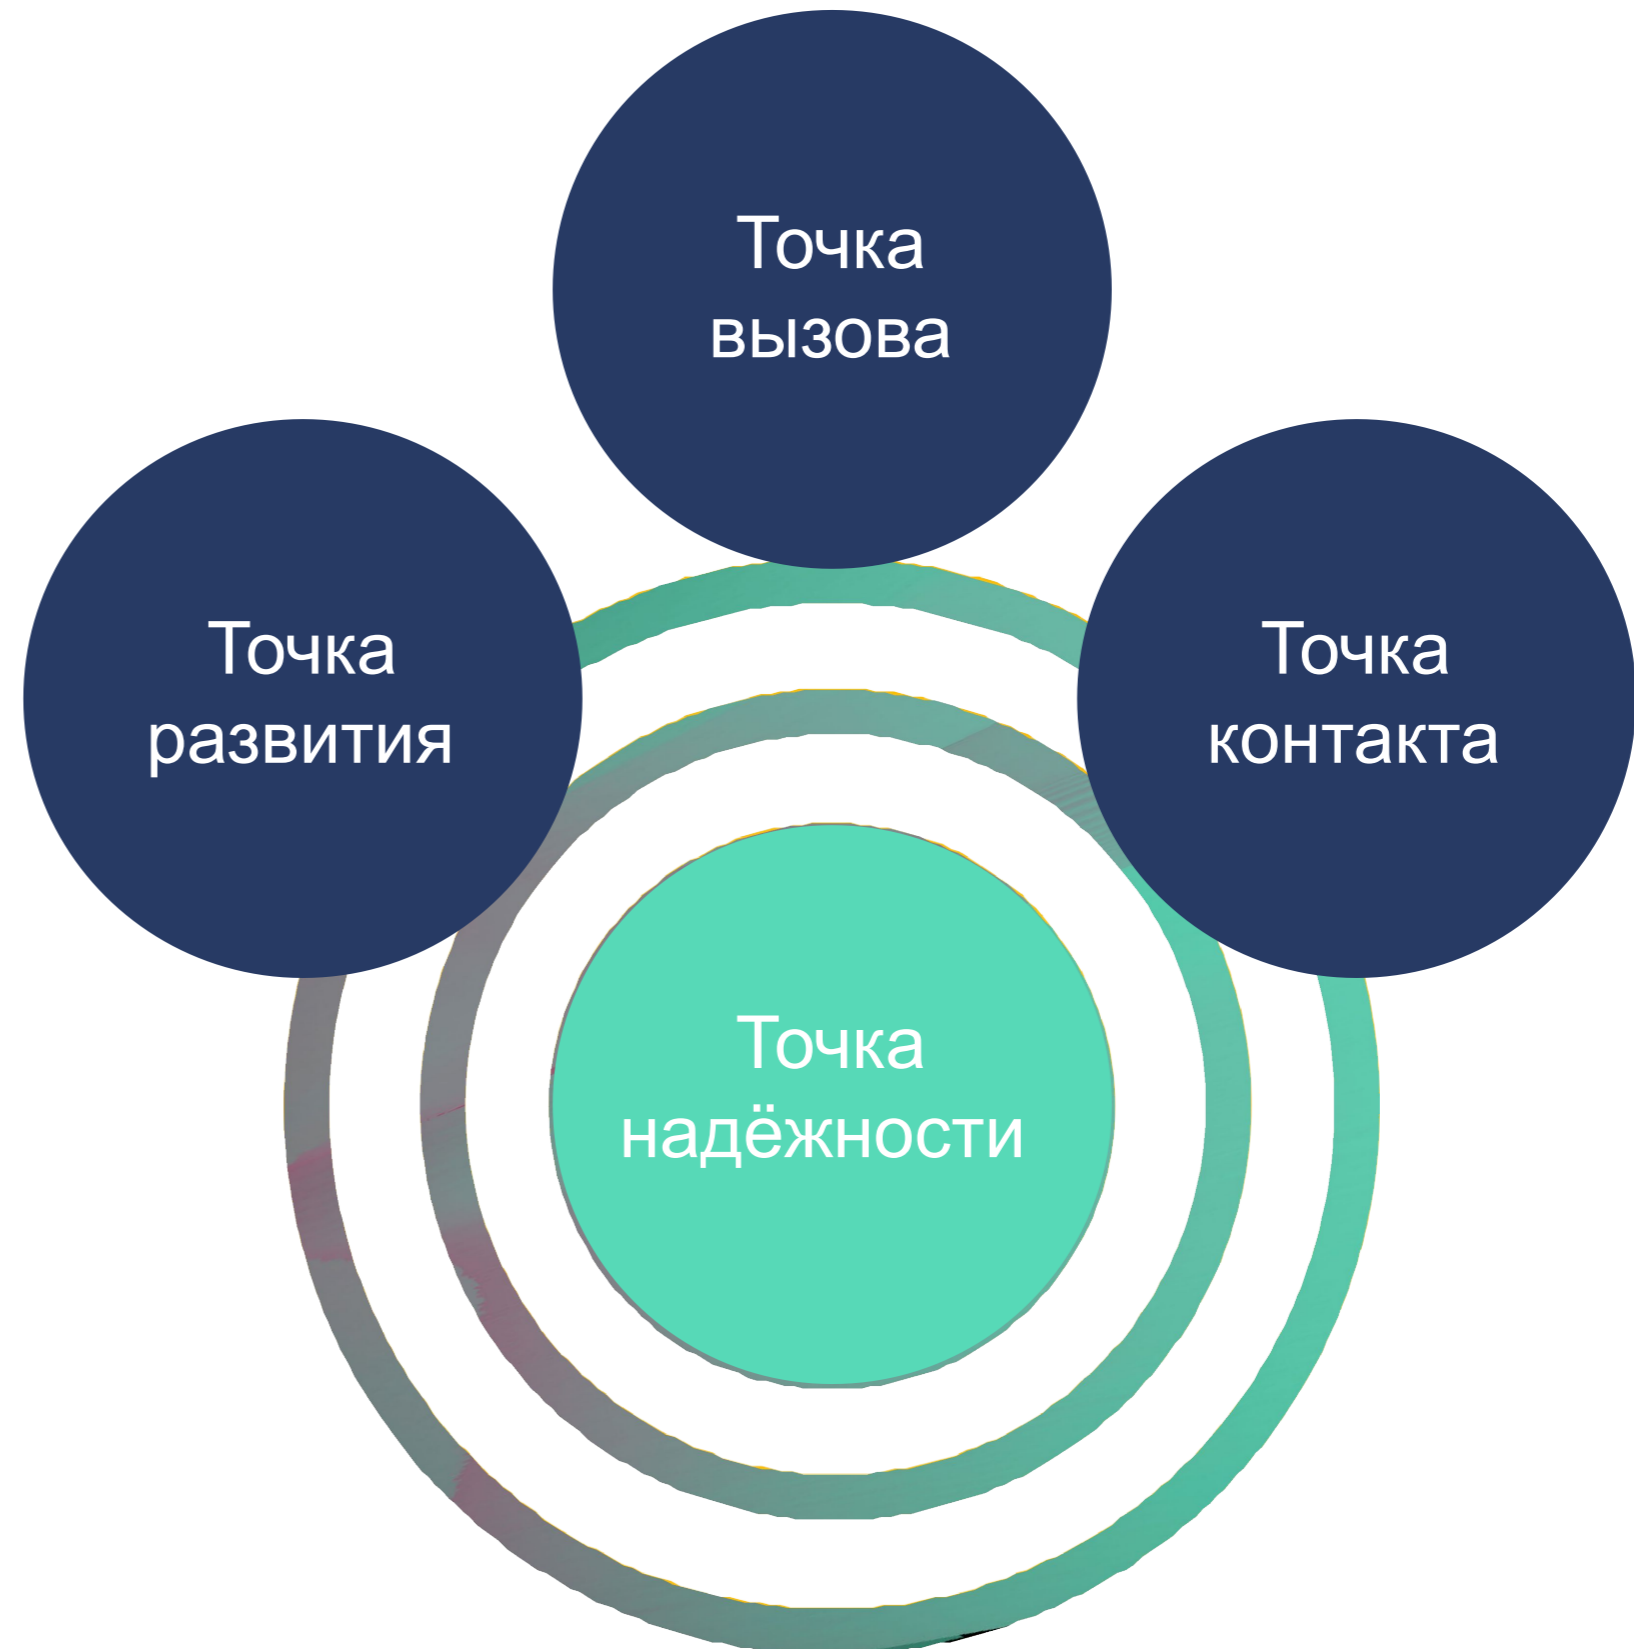 Точка
вызова
Точка
развития
Точка
контакта
Точка
надёжности